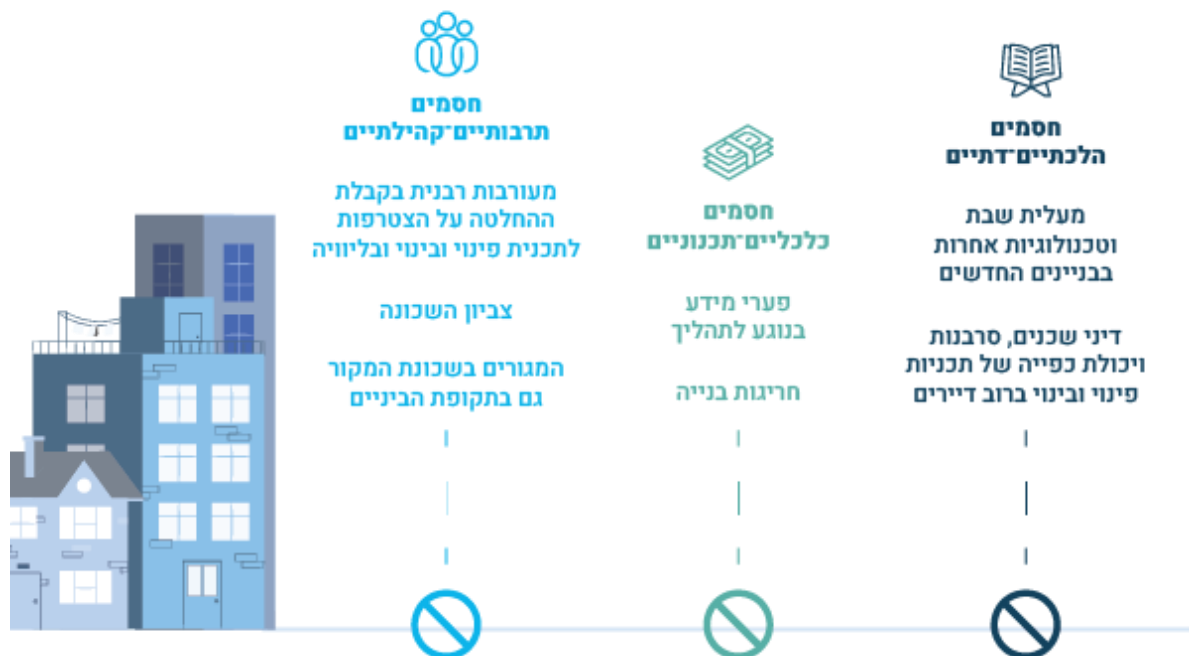 חסמים
הלכתיים־דתיים
מעלית שבת
וטכנולוגיות אחרות
בבניינים החדשים
דיני שכנים, סרבנות
ויכולת כפייה של תכניות
פינוי ובינוי ברוב דיירים
חסמים
כלכליים־תכנוניים
פערי מידע
בנוגע לתהליך
חריגות בנייה
חסמים
תרבותיים־קהילתיים
מעורבות רבנית בקבלת
ההחלטה על הצטרפות
לתכנית פינוי ובינוי ובליוויה
צביון השכונה
המגורים בשכונת המקור
גם בתקופת הביניים